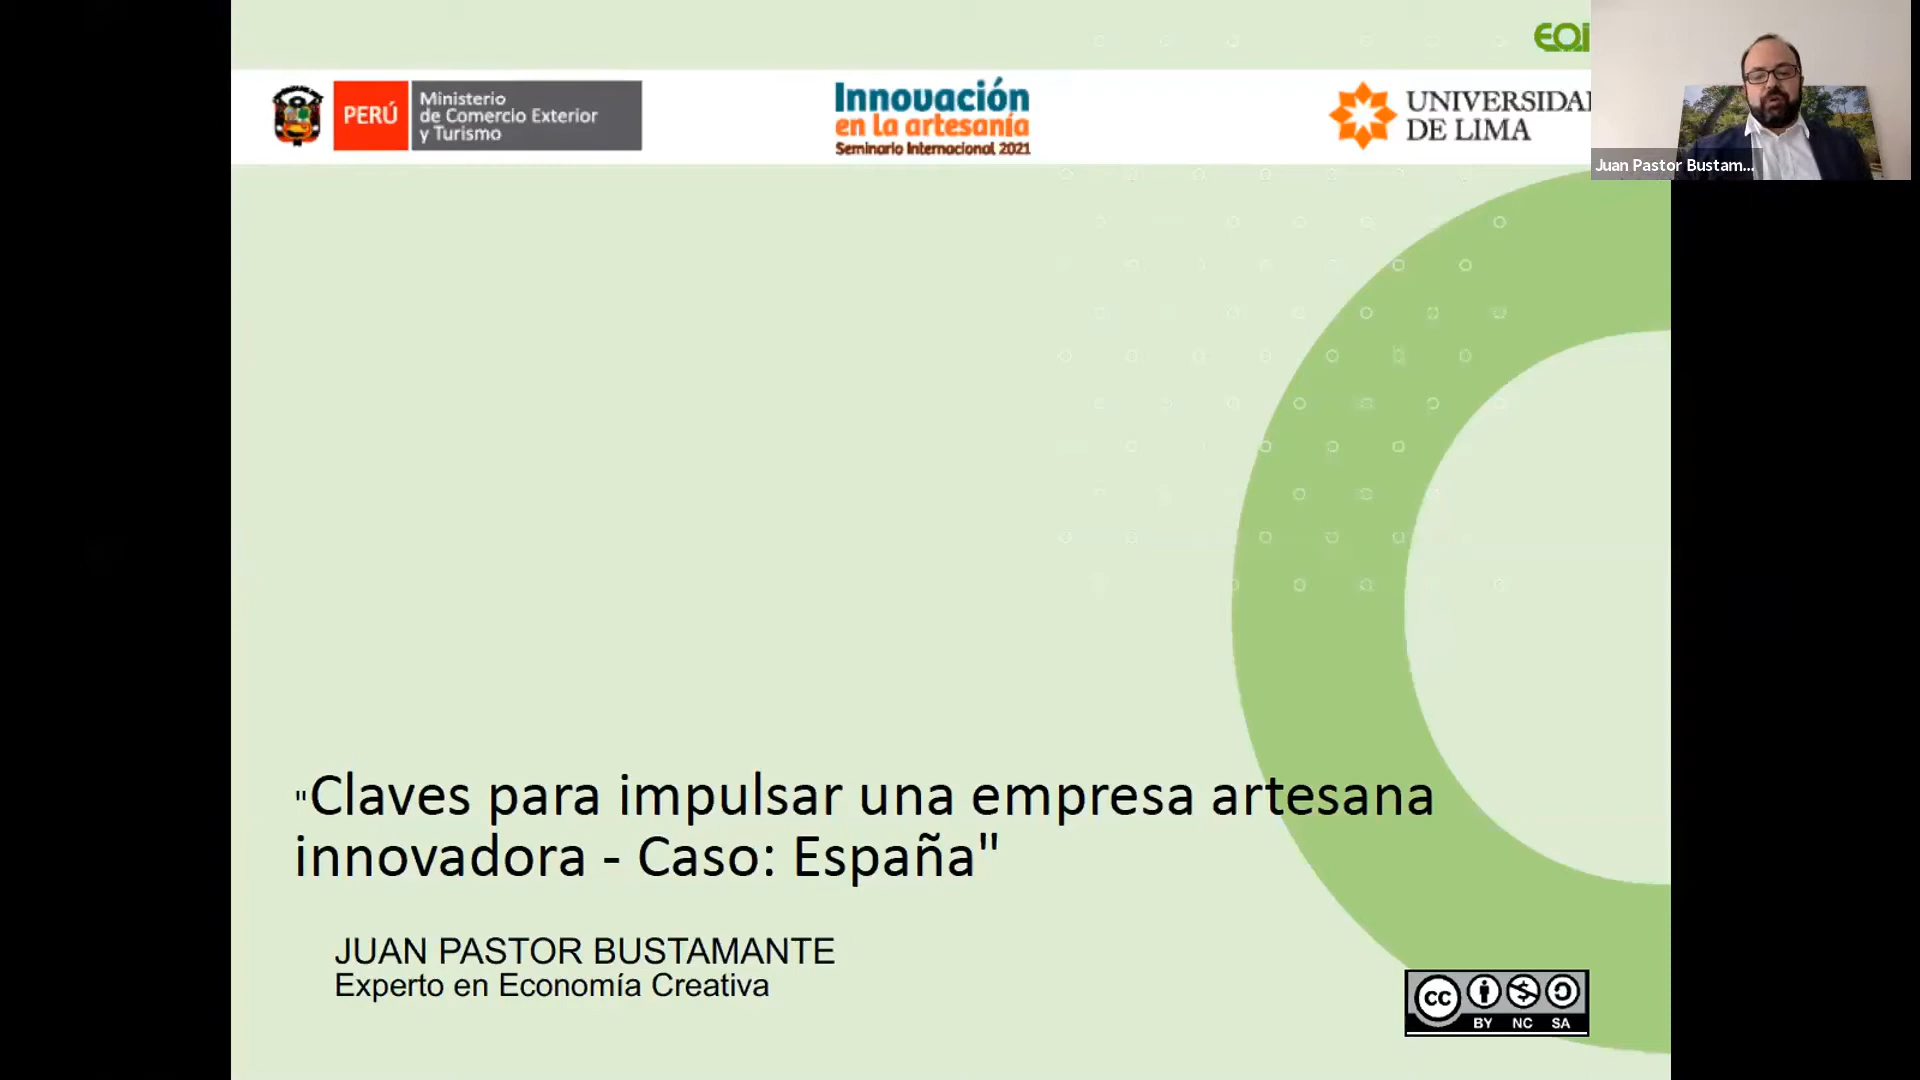 eoi
PERÚ
Ministerio
de Comercio Exterior
y Turismo
Innovación
en la artesanía
Seminario Internacional 2021
UNIVERSIDA
DE LIMA
Juan Pastor Bustam...
"Claves para impulsar una empresa artesana
innovadora - Caso: España"
JUAN PASTOR BUSTAMANTE
Experto en Economía Creativa
cc
BY NC SA